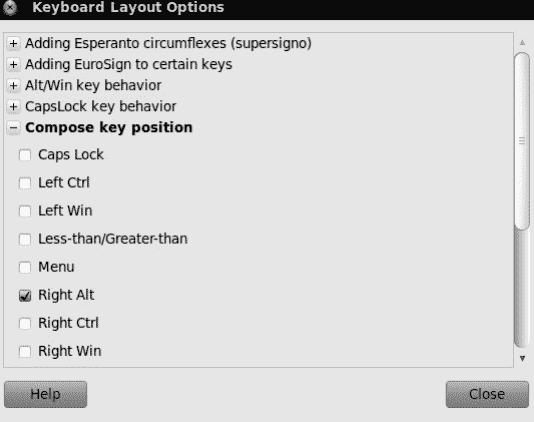 Keyboard Layout Options
Adding Esperanto circumflexes (supersigno)
Adding EuroSign to certain keys
Alt/Win key behavior
CapsLock key behavior
Compose key position
Caps Lock
Left Ctrl
Left Win
Less-than/Greater-than
Menu
Right Alt
Right Ctrl
Right Win
Help Close